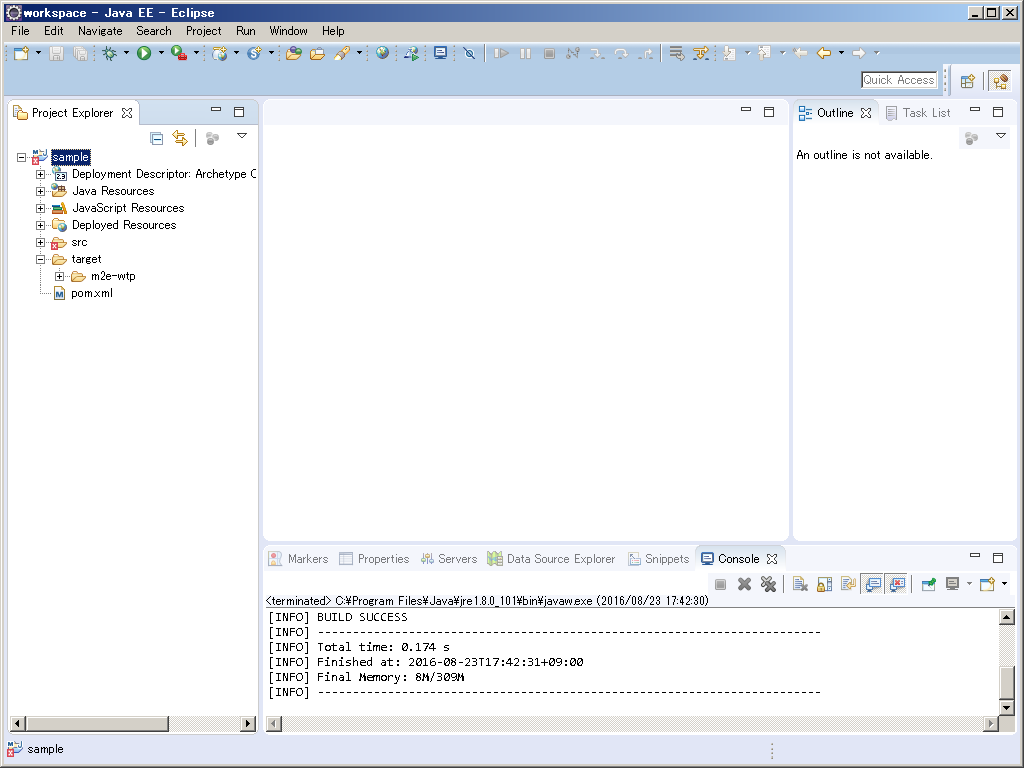 workspace - Java EE - Eclipse
File Edit Navigate Search Project Run Window Help
Quick Access
Project Explorer
Outline Task List
sample
An outline is not available.
2.3 Deployment Descriptor: Archetype C
Java Resources
JavaScript Resources
Deployed Resources
src
target
m2e-wtp
M pom.xml
Markers Properties Servers Data Source Explorer Snippets Console
<terminated> C:¥Program Files¥Java¥jre1.8.0_101¥bin¥javaw.exe (2016/08/23 17:42:30)
[INFO] BUILD SUCCESS
[INFO] ------------------------------------------------------------------------
[INFO] Total time: 0.174 s
[INFO] Finished at: 2016-08-23T17:42:31+09:00
[INFO] Final Memory: 8M/309M
[INFO] ------------------------------------------------------------------------
sample